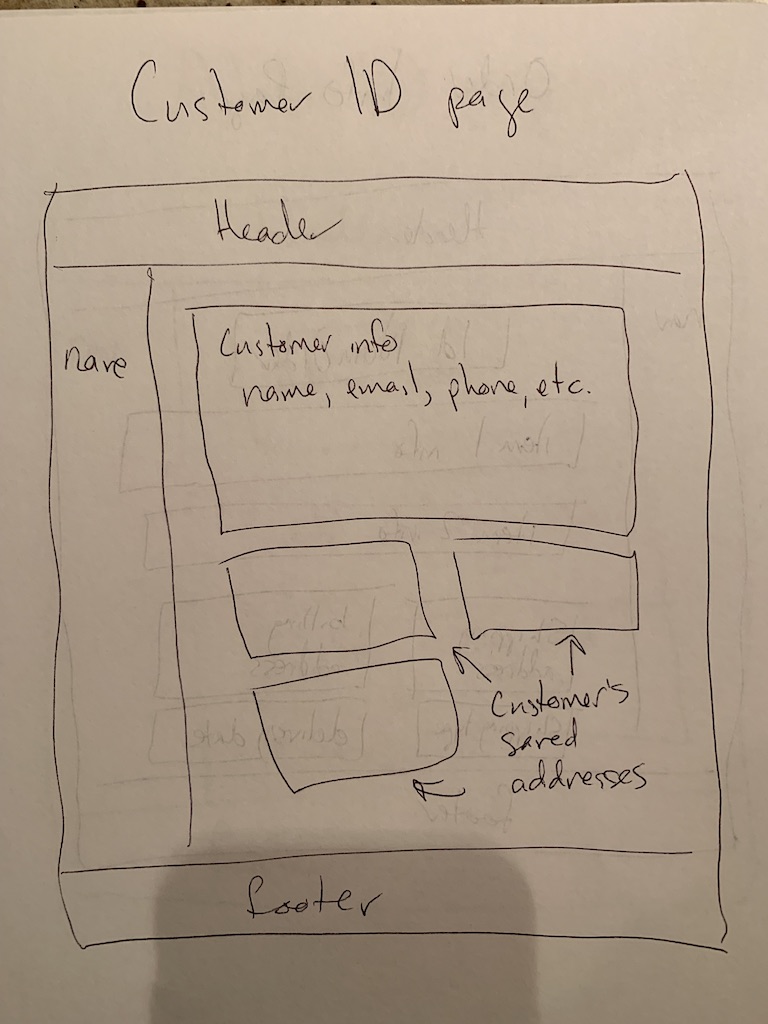 Customer ID page
Header
nave
Customer info
name, email, phone, etc.
Customer's
saved
addresses
footer